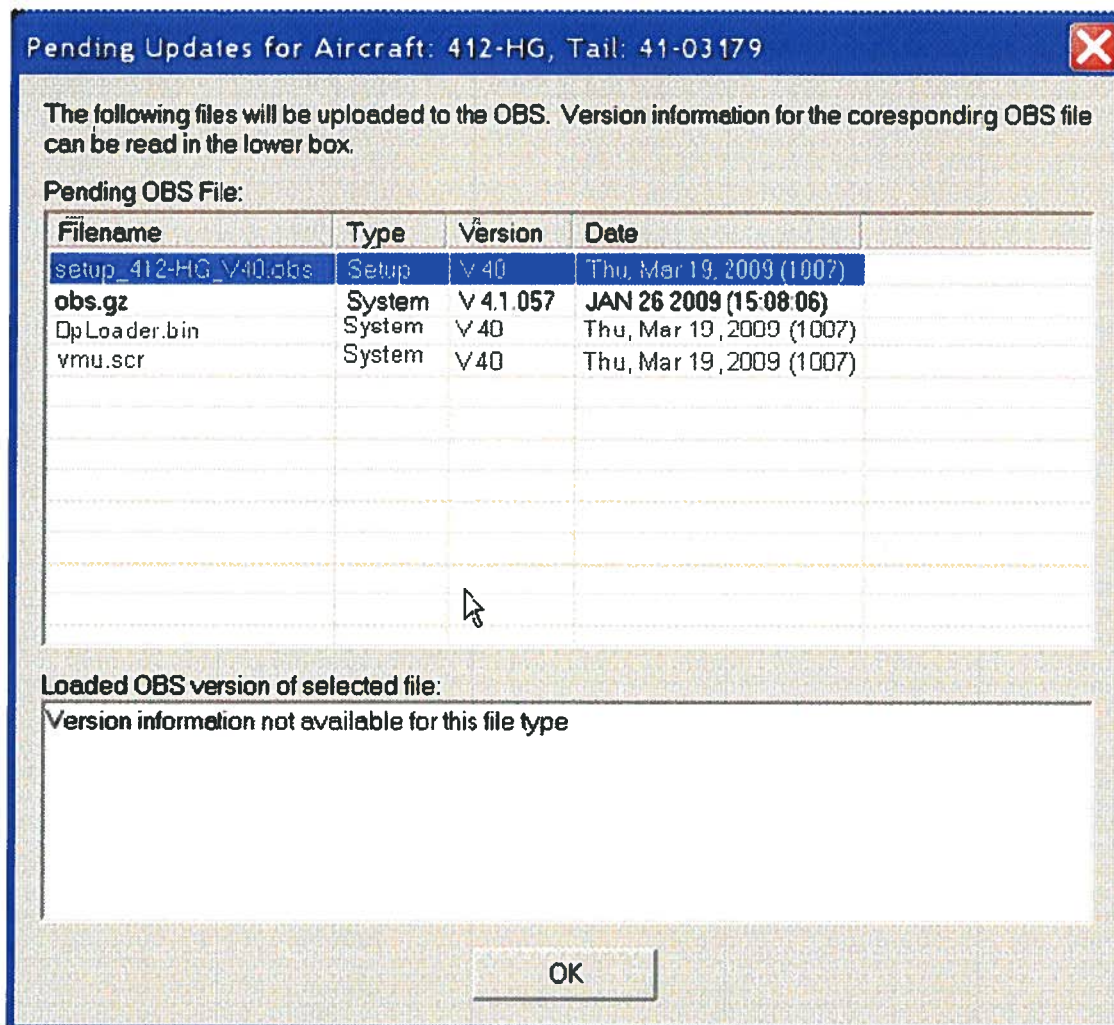 Pending Updates for Aircraft: 412-HG, Tail: 41-03179
The following files will be uploaded to the OBS. Version information for the coresponding OBS file
can be read in the lower box.
Pending OBS File:
Filename Type Version Date
setup_412-HG_V40.obs Setup V 40 Thu, Mar 19, 2009 (1007)
obs.gz System V 4.1.057 JAN 26 2009 (15:08:06)
DpLoader.bin System V 40 Thu, Mar 19, 2009 (1007)
vmu.scr System V 40 Thu, Mar 19, 2009 (1007)
Loaded OBS version of selected file:
Version information not available for this file type
OK